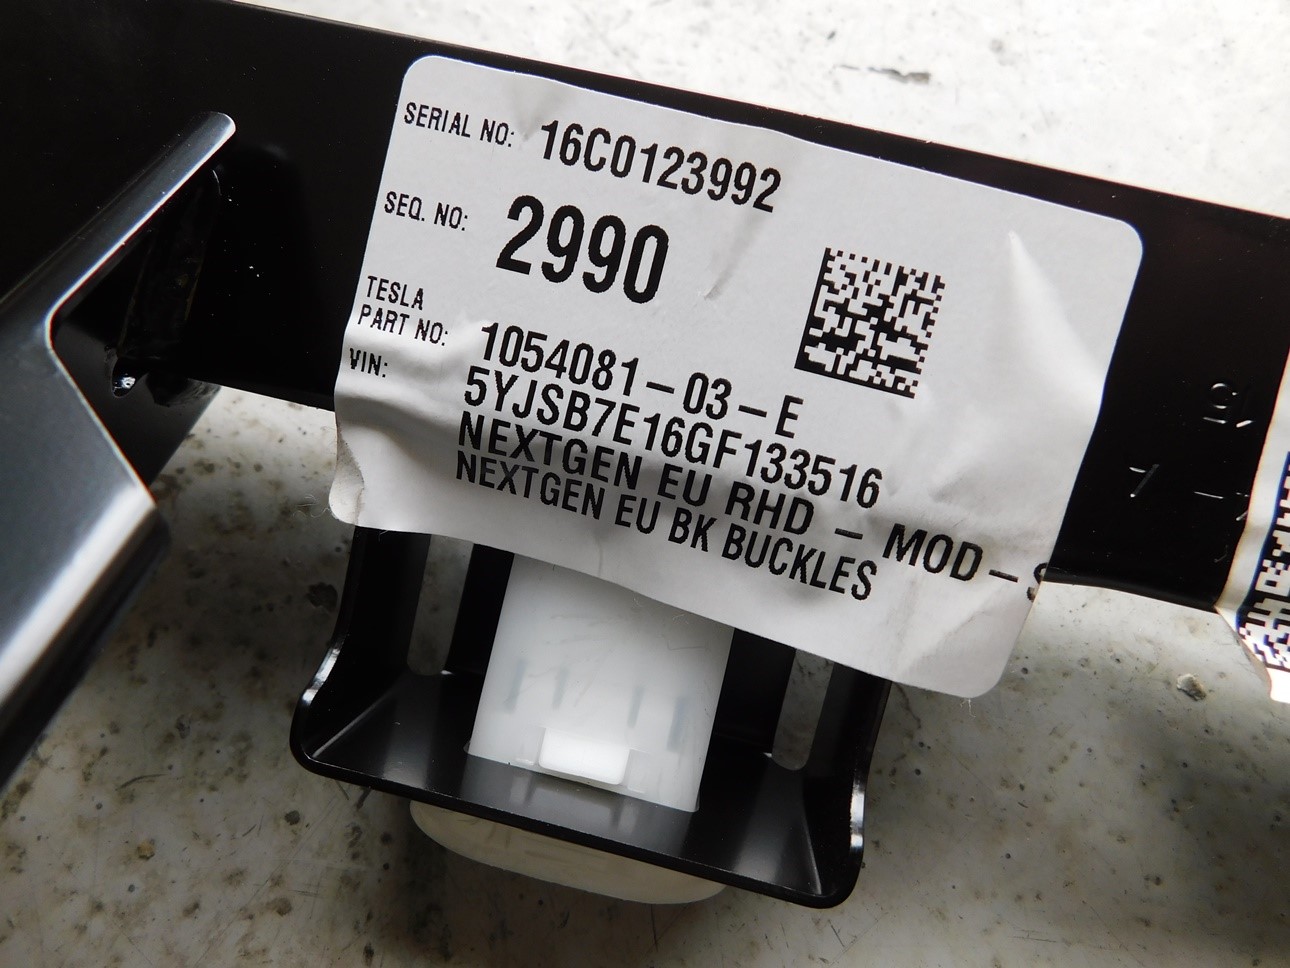 SERIAL NO: 16C0123992
SEQ. NO: 2990
TESLA
PART NO: 1054081-03-E
VIN: 5YJSB7E16GF133516
NEXTGEN EU RHD - MOD-
NEXTGEN EU BK BUCKLES